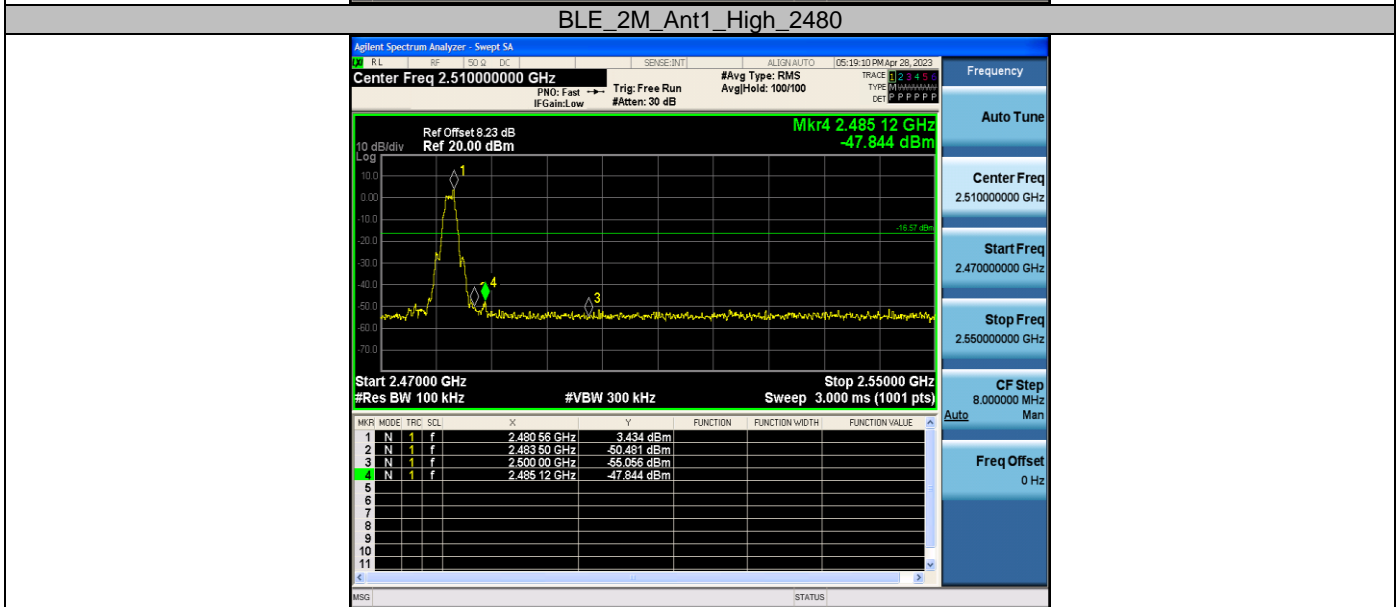 BLE_2M_Ant1_High_2480
Agilent Spectrum Analyzer - Swept SA
RL RF 50 Ω DC SENSE:INT ALIGN AUTO 05:19:10 PM Apr 28, 2023
Center Freq 2.510000000 GHz
PNO: Fast
IFGain:Low
Trig: Free Run
#Atten: 30 dB
#Avg Type: RMS
Avg|Hold: 100/100
TRACE 1 2 3 4 5 6
TYPE M
DET P P P P P P
Frequency
Auto Tune
Center Freq
2.510000000 GHz
Start Freq
2.470000000 GHz
Stop Freq
2.550000000 GHz
CF Step
8.000000 MHz
Auto Man
Freq Offset
0 Hz
Mkr4 2.485 12 GHz
-47.844 dBm
Ref Offset 8.23 dB
10 dB/div Ref 20.00 dBm
Log
10.0
0.00
-10.0
-20.0
-30.0
-40.0
-50.0
-60.0
-70.0
-16.57 dBm
1
4
3
Start 2.47000 GHz Stop 2.55000 GHz
#Res BW 100 kHz #VBW 300 kHz Sweep 3.000 ms (1001 pts)
MKR MODE TRC SCL X Y FUNCTION FUNCTION WIDTH FUNCTION VALUE
1 N 1 f 2.480 56 GHz 3.434 dBm
2 N 1 f 2.483 50 GHz -50.481 dBm
3 N 1 f 2.500 00 GHz -55.056 dBm
4 N 1 f 2.485 12 GHz -47.844 dBm
5
6
7
8
9
10
11
MSG STATUS